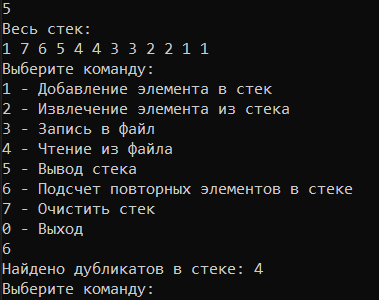 5
Весь стек:
1 7 6 5 4 4 3 3 2 2 1 1
Выберите команду:
1 - Добавление элемента в стек
2 - Извлечение элемента из стека
3 - Запись в файл
4 - Чтение из файла
5 - Вывод стека
6 - Подсчет повторных элементов в стеке
7 - Очистить стек
0 - Выход
6
Найдено дубликатов в стеке: 4
Выберите команду: